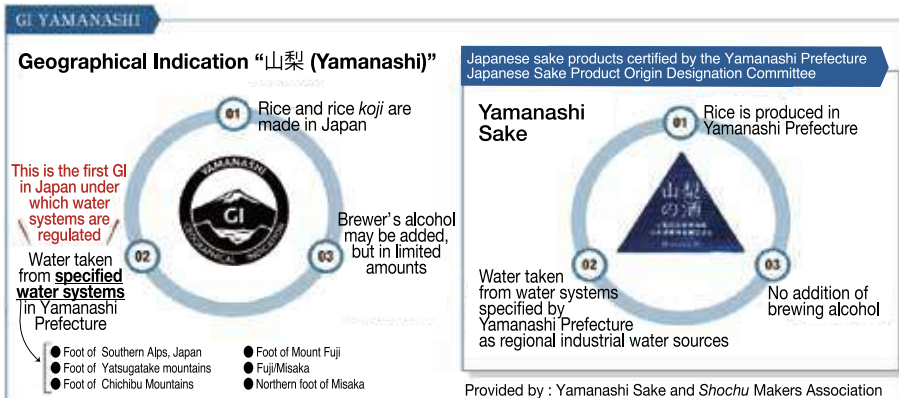 GI YAMANASHI
Geographical Indication “山梨 (Yamanashi)”
01
Rice and rice koji are
made in Japan
This is the first GI
in Japan under
which water
systems are
regulated
YAMANASHI
GI
GEOGRAPHICAL INDICATION
02
Water taken
from specified
water systems
in Yamanashi
Prefecture
03
Brewer’s alcohol
may be added,
but in limited
amounts
● Foot of Southern Alps, Japan
● Foot of Yatsugatake mountains
● Foot of Chichibu Mountains
● Foot of Mount Fuji
● Fuji/Misaka
● Northern foot of Misaka
Japanese sake products certified by the Yamanashi Prefecture
Japanese Sake Product Origin Designation Committee
Yamanashi
Sake
01
Rice is produced in
Yamanashi Prefecture
山梨
の酒
02
Water taken
from water systems
specified by
Yamanashi Prefecture
as regional industrial water sources
03
No addition of
brewing alcohol
Provided by : Yamanashi Sake and Shochu Makers Association